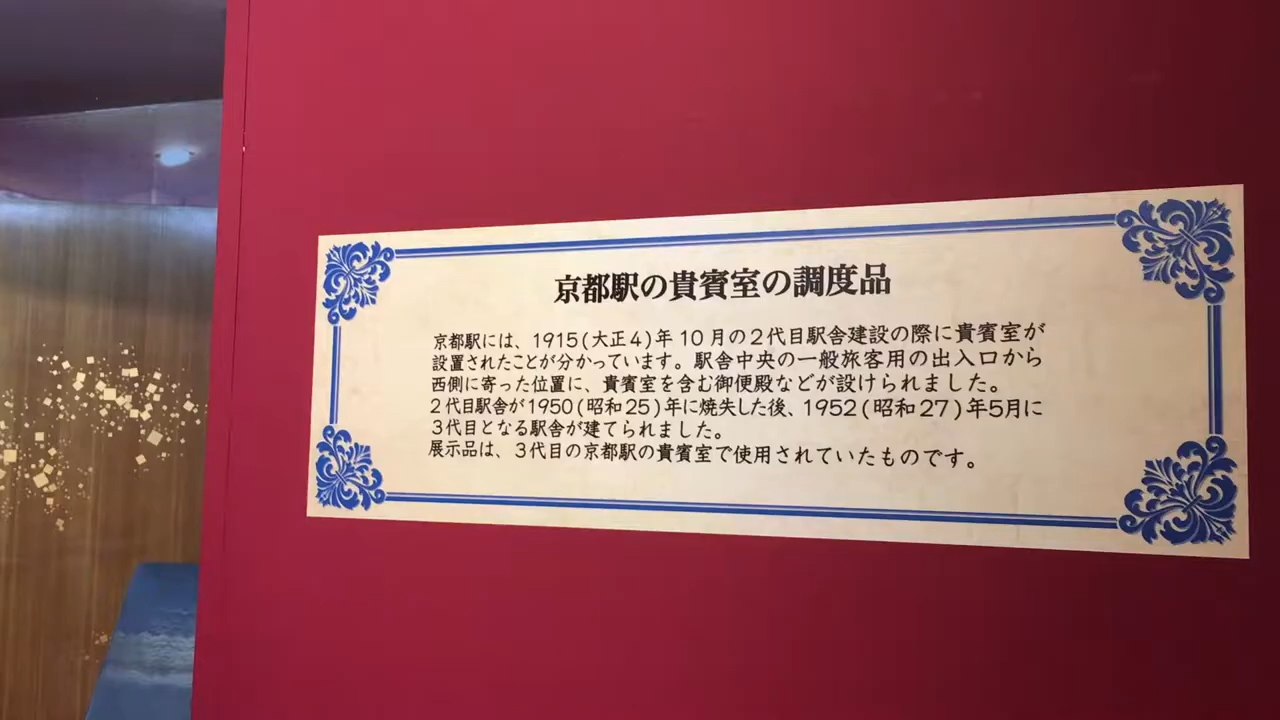 京都駅の貴賓室の調度品
京都駅には、1915(大正4)年10月の2代目駅舎建設の際に貴賓室が
設置されたことが分かっています。駅舎中央の一般旅客用の出入口から
西側に寄った位置に、貴賓室を含む御便殿などが設けられました。
2代目駅舎が1950(昭和25)年に焼失した後、1952(昭和27)年5月に
3代目となる駅舎が建てられました。
展示品は、3代目の京都駅の貴賓室で使用されていたものです。